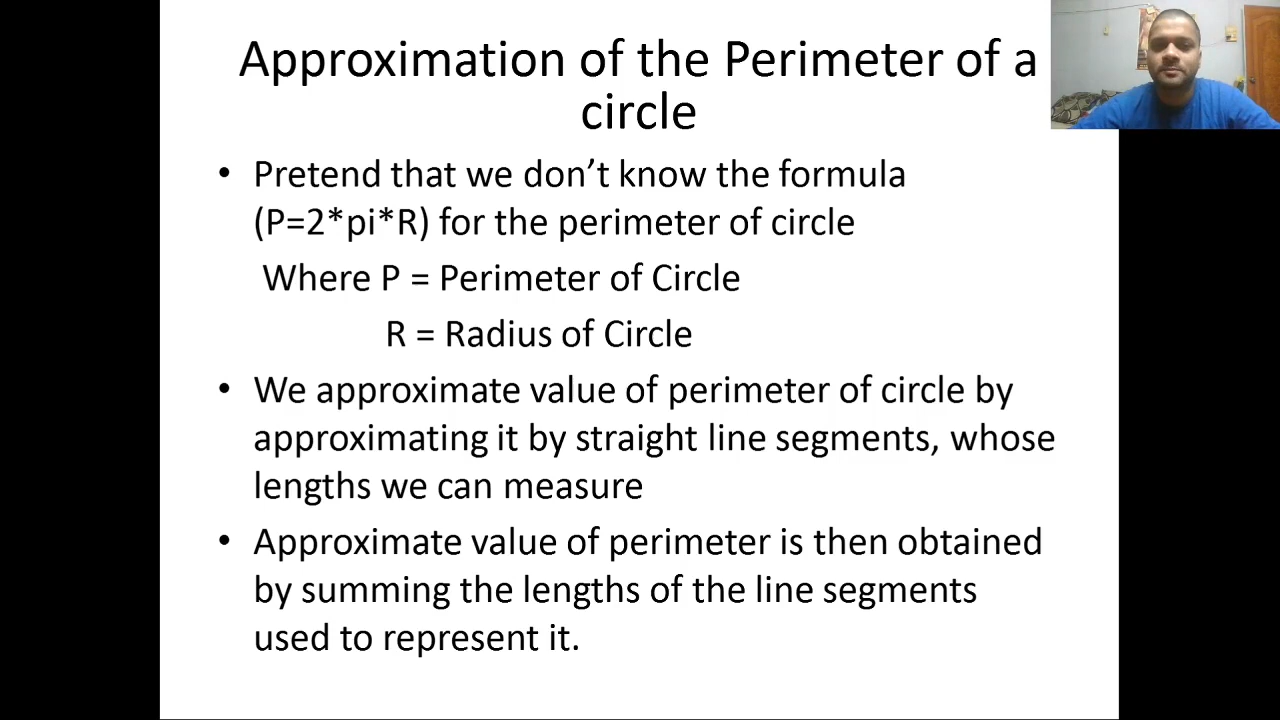 Approximation of the Perimeter of a
circle
• Pretend that we don’t know the formula
(P=2*pi*R) for the perimeter of circle
Where P = Perimeter of Circle
R = Radius of Circle
• We approximate value of perimeter of circle by
approximating it by straight line segments, whose
lengths we can measure
• Approximate value of perimeter is then obtained
by summing the lengths of the line segments
used to represent it.